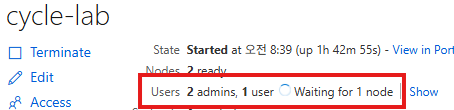 cycle-lab
Terminate
Edit
Access
State Started at 오전 8:39 (up 1h 42m 55s) - View in Port
Nodes 2 ready
Users 2 admins, 1 user Waiting for 1 node | Show